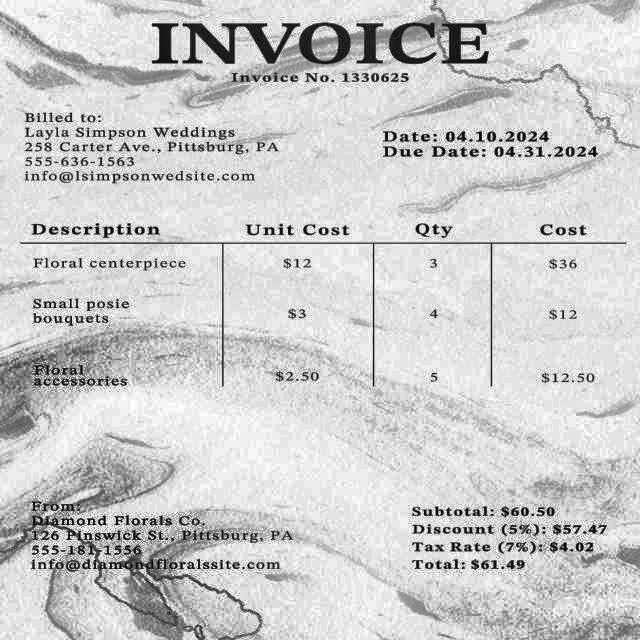 INVOICE
Invoice No. 1330625
Billed to:
Layla Simpson Weddings
258 Carter Ave., Pittsburg, PA
555-636-1563
info@lsimpsonwedsite.com
Date: 04.10.2024
Due Date: 04.31.2024
Description Unit Cost Qty Cost
Floral centerpiece $12 3 $36
Small posie
bouquets $3 4 $12
Floral
accessories $2.50 5 $12.50
From:
Diamond Florals Co.
126 Pinswick St., Pittsburg, PA
555-181-1556
info@diamondfloralssite.com
Subtotal: $60.50
Discount (5%): $57.47
Tax Rate (7%): $4.02
Total: $61.49